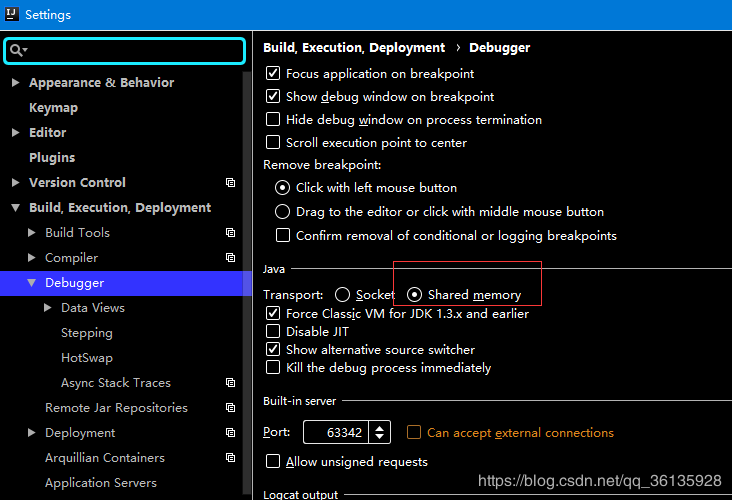 Settings
Appearance & Behavior
Keymap
Editor
Plugins
Version Control
Build, Execution, Deployment
Build Tools
Compiler
Debugger
Data Views
Stepping
HotSwap
Async Stack Traces
Remote Jar Repositories
Deployment
Arquillian Containers
Application Servers
Build, Execution, Deployment › Debugger
Focus application on breakpoint
Show debug window on breakpoint
Hide debug window on process termination
Scroll execution point to center
Remove breakpoint:
Click with left mouse button
Drag to the editor or click with middle mouse button
Confirm removal of conditional or logging breakpoints
Java
Transport: Socket Shared memory
Force Classic VM for JDK 1.3.x and earlier
Disable JIT
Show alternative source switcher
Kill the debug process immediately
Built-in server
Port: 63342 Can accept external connections
Allow unsigned requests
Logcat output
https://blog.csdn.net/qq_36135928